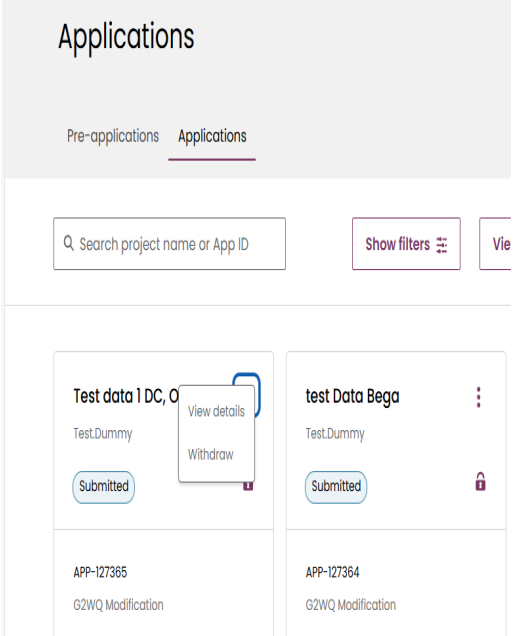 Applications
Pre-applications Applications
Search project name or App ID
Show filters
Test data 1 DC,
View details
Withdraw
Test.Dummy
Submitted
APP-127365
G2WQ Modification
test Data Bega
Test.Dummy
Submitted
APP-127364
G2WQ Modification